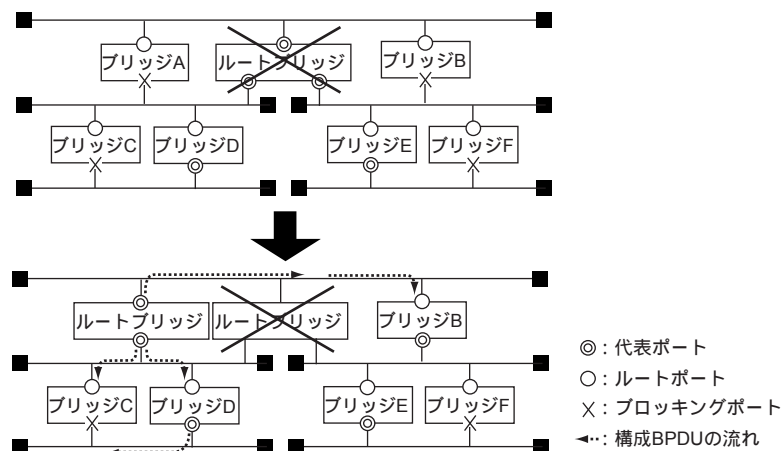 ブリッジA
ルートブリッジ
ブリッジB
ブリッジC
ブリッジD
ブリッジE
ブリッジF
ルートブリッジ
ルートブリッジ
ブリッジB
ブリッジC
ブリッジD
ブリッジE
ブリッジF
◎：代表ポート
○：ルートポート
×：ブロッキングポート
◄‥：構成BPDUの流れ